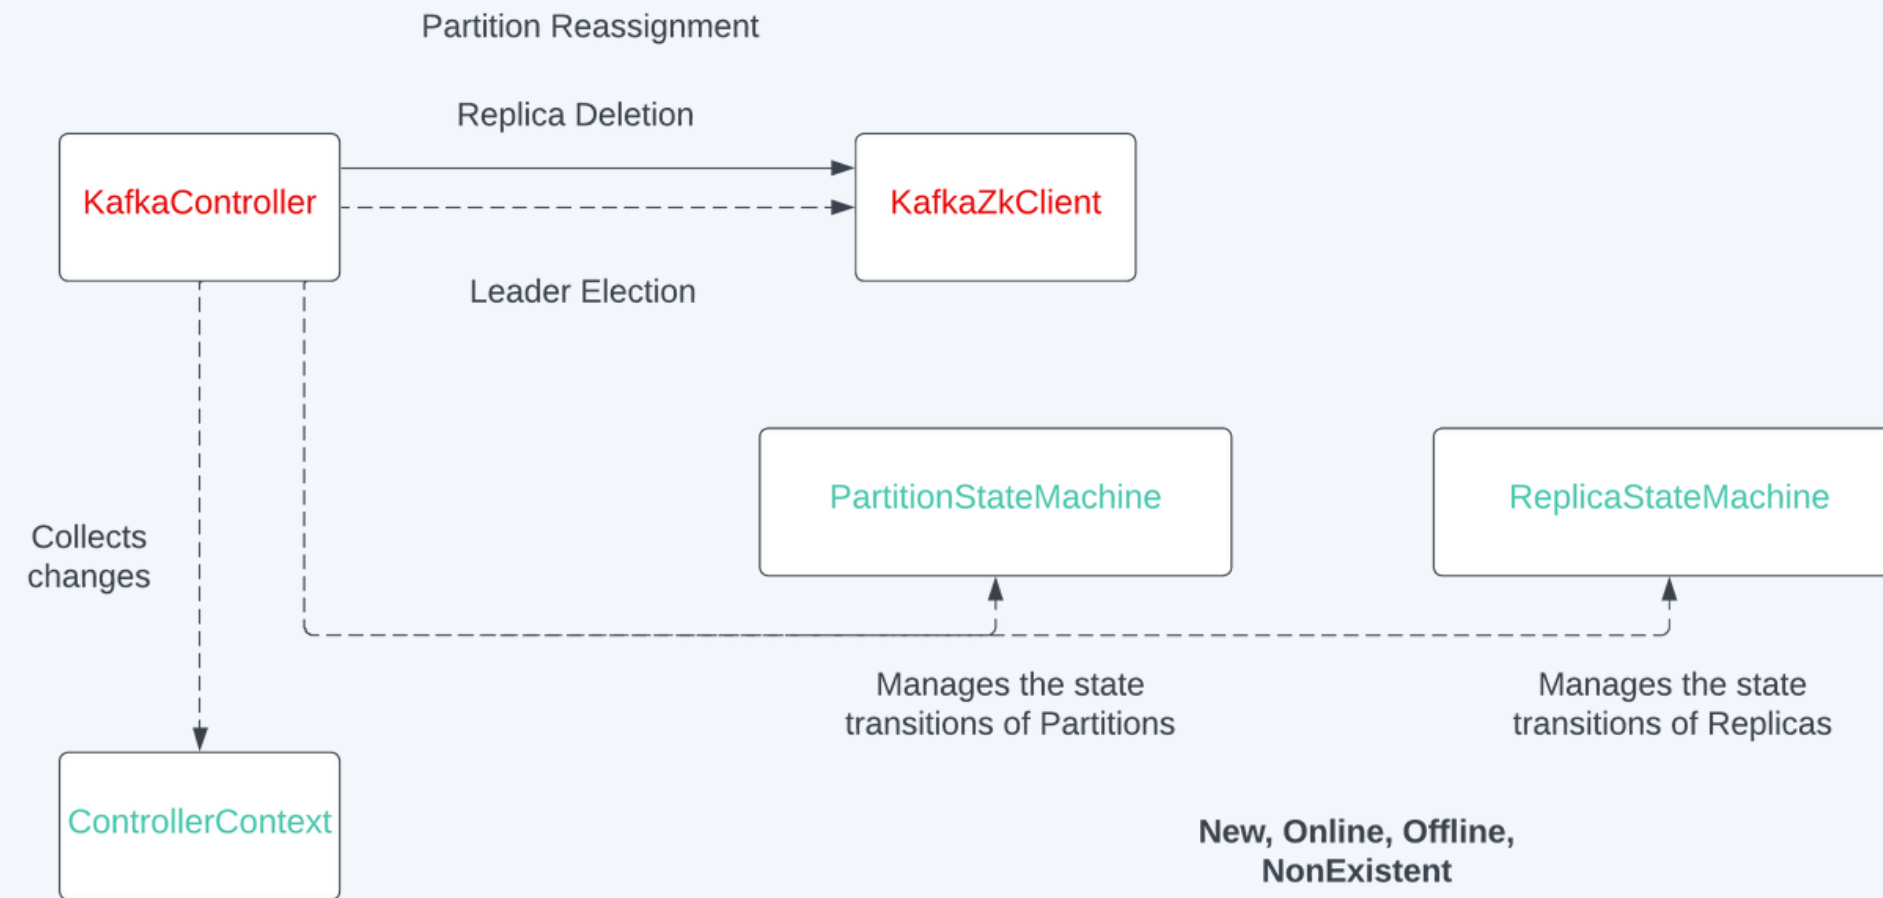 Partition Reassignment
Replica Deletion
KafkaController
KafkaZkClient
Leader Election
PartitionStateMachine
ReplicaStateMachine
Collects
changes
Manages the state
transitions of Partitions
Manages the state
transitions of Replicas
ControllerContext
New, Online, Offline,
NonExistent